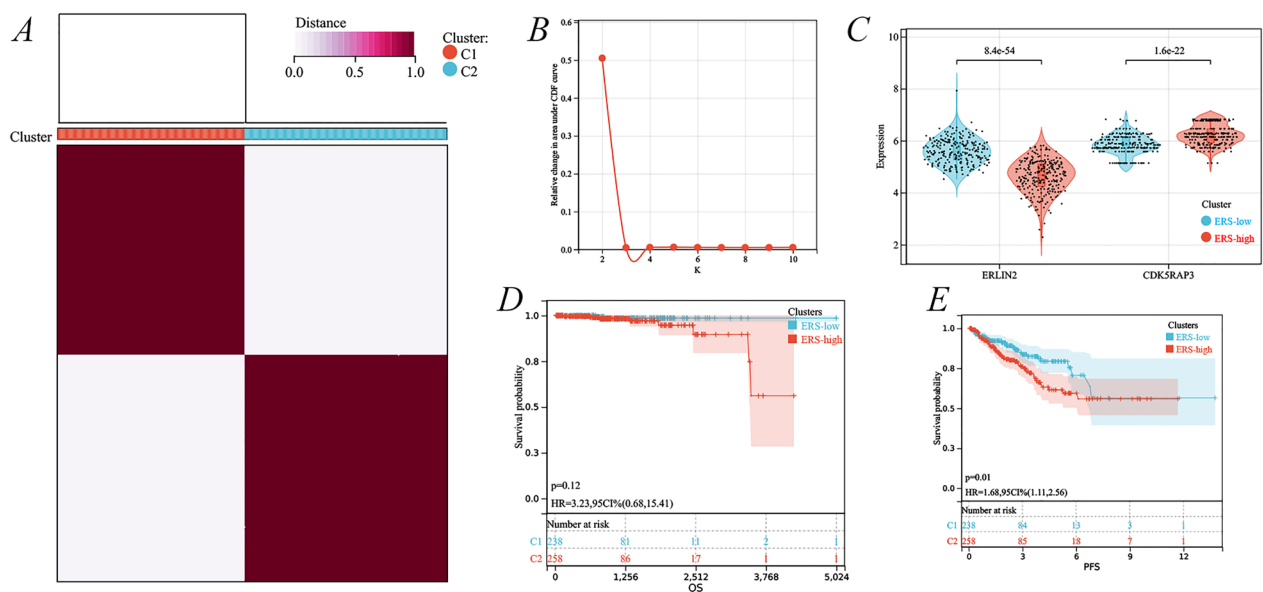 A
Distance
0.0 0.5 1.0
Cluster:
C1
C2
Cluster
B
Relative change in area under CDF curve
0.6
0.5
0.4
0.3
0.2
0.1
0.0
2 4 6 8 10
K
C
Expression
10
8
6
4
2
8.4e-54
1.6e-22
Cluster
ERS-low
ERS-high
ERLIN2 CDK5RAP3
D
Survival probability
1.0
0.8
0.5
0.3
0.0
Clusters
ERS-low
ERS-high
p=0.12
HR=3.23,95CI%(0.68,15.41)
Number at risk
C1 238 81 11 2 1
C2 258 86 17 1 1
0 1,256 2,512 3,768 5,024
OS
E
Survival probability
1.0
0.8
0.5
0.3
0.0
Clusters
ERS-low
ERS-high
p=0.01
HR=1.68,95CI%(1.11,2.56)
Number at risk
C1 238 84 13 3 1
C2 258 85 18 7 1
0 3 6 9 12
PFS